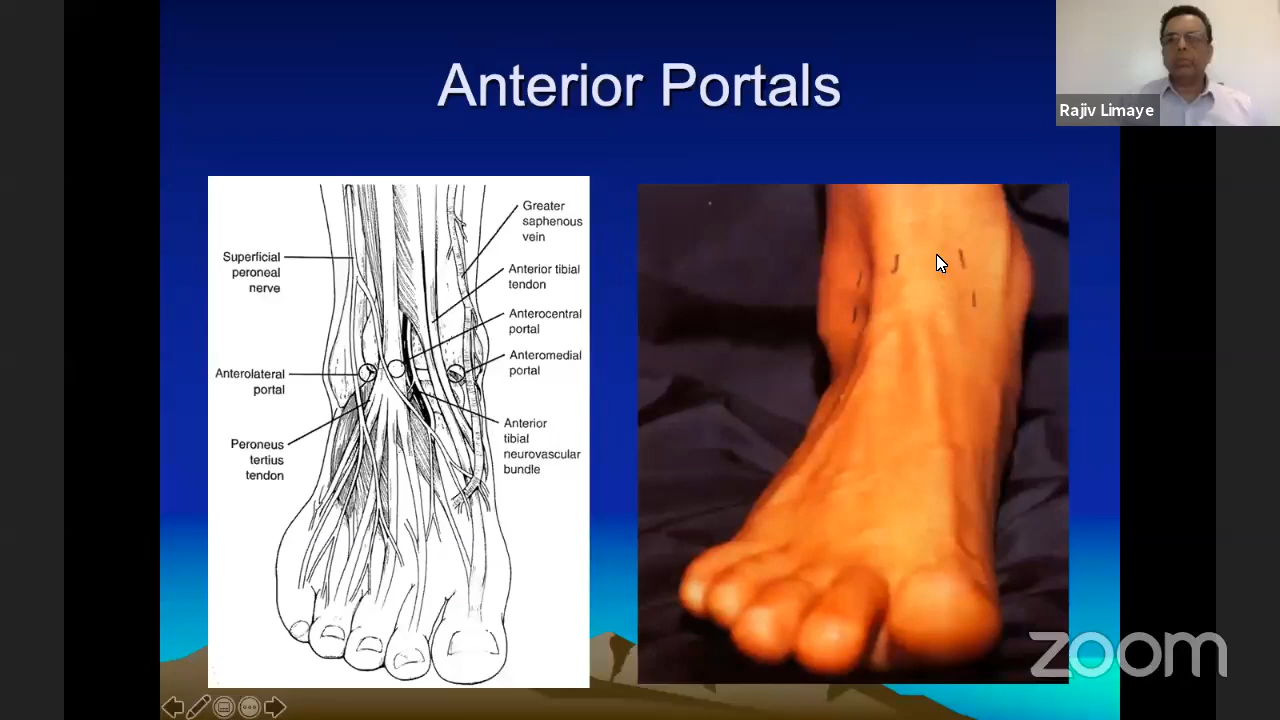 Anterior Portals
Rajiv Limaye
Greater
saphenous
vein
Superficial
peroneal
nerve
Anterior tibial
tendon
Anterocentral
portal
Anteromedial
portal
Anterolateral
portal
Anterior
tibial
neurovascular
bundle
Peroneus
tertius
tendon
zoom